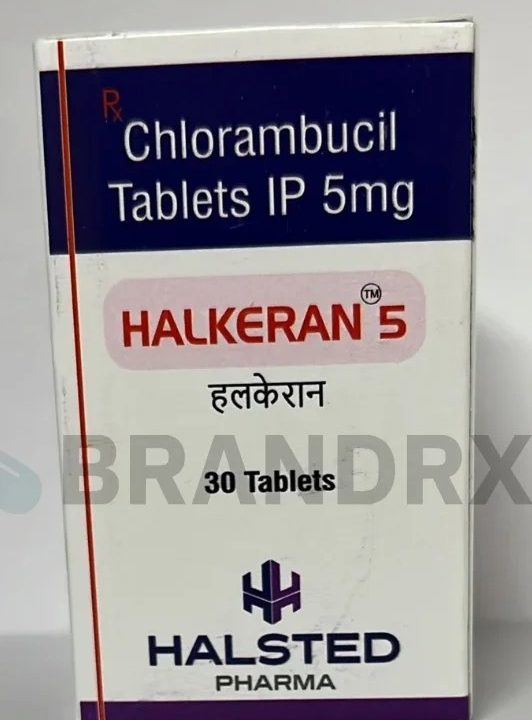 Rx
Chlorambucil
Tablets IP 5mg
HALKERAN™ 5
हलकेरान
BRANDRX
30 Tablets
HALSTED
PHARMA